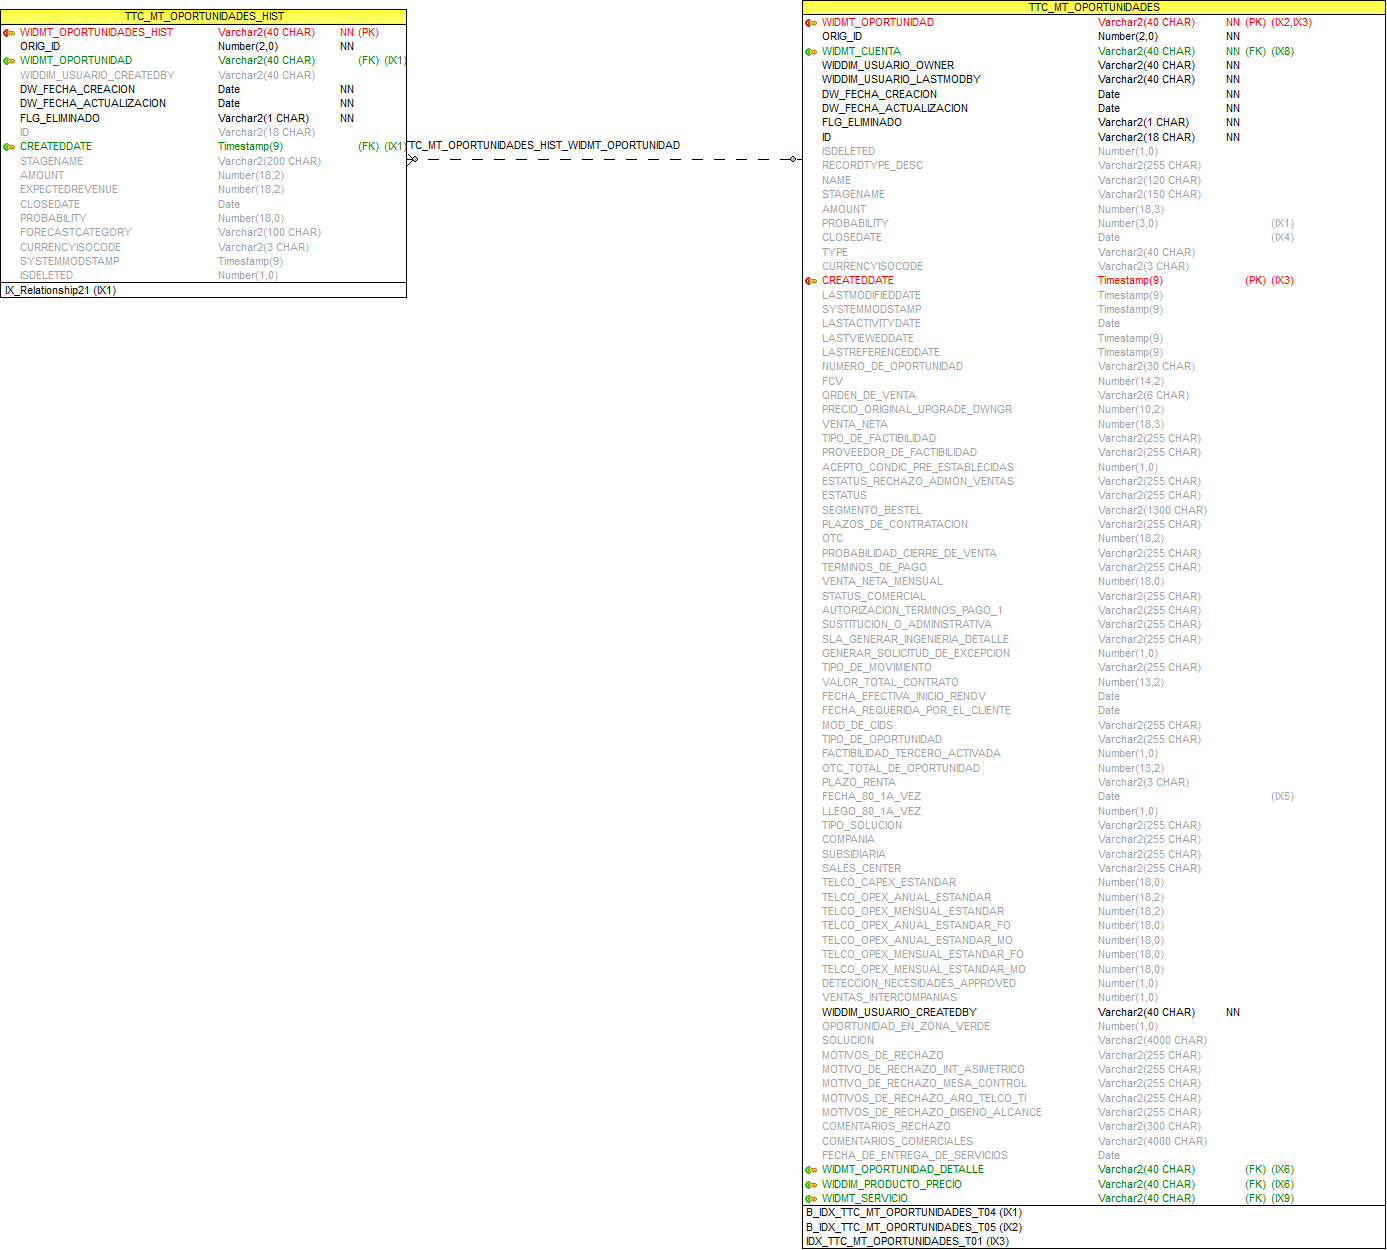 TTC_MT_OPORTUNIDADES_HIST
WIDMT_OPORTUNIDADES_HIST Varchar2(40 CHAR) NN (PK)
ORIG_ID Number(2,0) NN
WIDMT_OPORTUNIDAD Varchar2(40 CHAR) (FK) (IX1)
WIDDIM_USUARIO_CREATEDBY Varchar2(40 CHAR)
DW_FECHA_CREACION Date NN
DW_FECHA_ACTUALIZACION Date NN
FLG_ELIMINADO Varchar2(1 CHAR) NN
ID Varchar2(18 CHAR)
CREATEDDATE Timestamp(9) (FK) (IX1)
STAGENAME Varchar2(200 CHAR)
AMOUNT Number(18,2)
EXPECTEDREVENUE Number(18,2)
CLOSEDATE Date
PROBABILITY Number(18,0)
FORECASTCATEGORY Varchar2(100 CHAR)
CURRENCYISOCODE Varchar2(3 CHAR)
SYSTEMMODSTAMP Timestamp(9)
ISDELETED Number(1,0)
IX_Relationship21 (IX1)
TTC_MT_OPORTUNIDADES_HIST_WIDMT_OPORTUNIDAD
TTC_MT_OPORTUNIDADES
WIDMT_OPORTUNIDAD Varchar2(40 CHAR) NN (PK) (IX2,IX3)
ORIG_ID Number(2,0) NN
WIDMT_CUENTA Varchar2(40 CHAR) NN (FK) (IX8)
WIDDIM_USUARIO_OWNER Varchar2(40 CHAR) NN
WIDDIM_USUARIO_LASTMODBY Varchar2(40 CHAR) NN
DW_FECHA_CREACION Date NN
DW_FECHA_ACTUALIZACION Date NN
FLG_ELIMINADO Varchar2(1 CHAR) NN
ID Varchar2(18 CHAR) NN
ISDELETED Number(1,0)
RECORDTYPE_DESC Varchar2(255 CHAR)
NAME Varchar2(120 CHAR)
STAGENAME Varchar2(150 CHAR)
AMOUNT Number(18,3)
PROBABILITY Number(3,0) (IX1)
CLOSEDATE Date (IX4)
TYPE Varchar2(40 CHAR)
CURRENCYISOCODE Varchar2(3 CHAR)
CREATEDDATE Timestamp(9) (PK) (IX3)
LASTMODIFIEDDATE Timestamp(9)
SYSTEMMODSTAMP Timestamp(9)
LASTACTIVITYDATE Date
LASTVIEWEDDATE Timestamp(9)
LASTREFERENCEDDATE Timestamp(9)
NUMERO_DE_OPORTUNIDAD Varchar2(30 CHAR)
FCV Number(14,2)
ORDEN_DE_VENTA Varchar2(6 CHAR)
PRECIO_ORIGINAL_UPGRADE_DWNGR Number(10,2)
VENTA_NETA Number(18,3)
TIPO_DE_FACTIBILIDAD Varchar2(255 CHAR)
PROVEEDOR_DE_FACTIBILIDAD Varchar2(255 CHAR)
ACEPTO_CONDIC_PRE_ESTABLECIDAS Number(1,0)
ESTATUS_RECHAZO_ADMON_VENTAS Varchar2(255 CHAR)
ESTATUS Varchar2(255 CHAR)
SEGMENTO_BESTEL Varchar2(1300 CHAR)
PLAZOS_DE_CONTRATACION Varchar2(255 CHAR)
OTC Number(18,2)
PROBABILIDAD_CIERRE_DE_VENTA Varchar2(255 CHAR)
TERMINOS_DE_PAGO Varchar2(255 CHAR)
VENTA_NETA_MENSUAL Number(18,0)
STATUS_COMERCIAL Varchar2(255 CHAR)
AUTORIZACION_TERMINOS_PAGO_1 Varchar2(255 CHAR)
SUSTITUCION_O_ADMINISTRATIVA Varchar2(255 CHAR)
SLA_GENERAR_INGENIERIA_DETALLE Varchar2(255 CHAR)
GENERAR_SOLICITUD_DE_EXCEPCION Number(1,0)
TIPO_DE_MOVIMIENTO Varchar2(255 CHAR)
VALOR_TOTAL_CONTRATO Number(13,2)
FECHA_EFECTIVA_INICIO_RENOV Date
FECHA_REQUERIDA_POR_EL_CLIENTE Date
MOD_DE_CIDS Varchar2(255 CHAR)
TIPO_DE_OPORTUNIDAD Varchar2(255 CHAR)
FACTIBILIDAD_TERCERO_ACTIVADA Number(1,0)
OTC_TOTAL_DE_OPORTUNIDAD Number(13,2)
PLAZO_RENTA Varchar2(3 CHAR)
FECHA_80_1A_VEZ Date (IX5)
LLEGO_80_1A_VEZ Number(1,0)
TIPO_SOLUCION Varchar2(255 CHAR)
COMPANIA Varchar2(255 CHAR)
SUBSIDIARIA Varchar2(255 CHAR)
SALES_CENTER Varchar2(255 CHAR)
TELCO_CAPEX_ESTANDAR Number(18,0)
TELCO_OPEX_ANUAL_ESTANDAR Number(18,2)
TELCO_OPEX_MENSUAL_ESTANDAR Number(18,2)
TELCO_OPEX_ANUAL_ESTANDAR_FO Number(18,0)
TELCO_OPEX_ANUAL_ESTANDAR_MO Number(18,0)
TELCO_OPEX_MENSUAL_ESTANDAR_FO Number(18,0)
TELCO_OPEX_MENSUAL_ESTANDAR_MO Number(18,0)
DETECCION_NECESIDADES_APPROVED Number(1,0)
VENTAS_INTERCOMPANIAS Number(1,0)
WIDDIM_USUARIO_CREATEDBY Varchar2(40 CHAR) NN
OPORTUNIDAD_EN_ZONA_VERDE Number(1,0)
SOLUCION Varchar2(4000 CHAR)
MOTIVOS_DE_RECHAZO Varchar2(255 CHAR)
MOTIVO_DE_RECHAZO_INT_ASIMETRICO Varchar2(255 CHAR)
MOTIVO_DE_RECHAZO_MESA_CONTROL Varchar2(255 CHAR)
MOTIVOS_DE_RECHAZO_ARQ_TELCO_TI Varchar2(255 CHAR)
MOTIVOS_DE_RECHAZO_DISENO_ALCANCE Varchar2(255 CHAR)
COMENTARIOS_RECHAZO Varchar2(300 CHAR)
COMENTARIOS_COMERCIALES Varchar2(4000 CHAR)
FECHA_DE_ENTREGA_DE_SERVICIOS Date
WIDMT_OPORTUNIDAD_DETALLE Varchar2(40 CHAR) (FK) (IX6)
WIDDIM_PRODUCTO_PRECIO Varchar2(40 CHAR) (FK) (IX6)
WIDMT_SERVICIO Varchar2(40 CHAR) (FK) (IX9)
B_IDX_TTC_MT_OPORTUNIDADES_T04 (IX1)
B_IDX_TTC_MT_OPORTUNIDADES_T05 (IX2)
IDX_TTC_MT_OPORTUNIDADES_T01 (IX3)